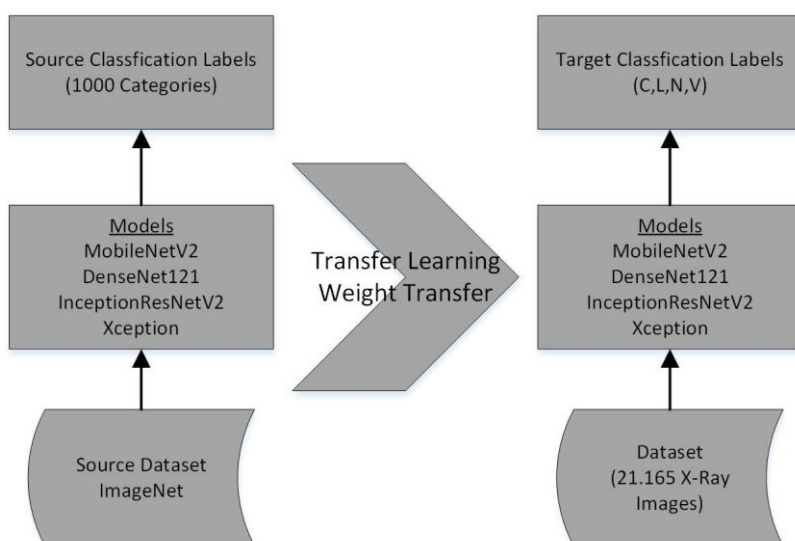 Source Classfication Labels
(1000 Categories)
Models
MobileNetV2
DenseNet121
InceptionResNetV2
Xception
Source Dataset
ImageNet
Transfer Learning
Weight Transfer
Target Classfication Labels
(C,L,N,V)
Models
MobileNetV2
DenseNet121
InceptionResNetV2
Xception
Dataset
(21.165 X-Ray
Images)